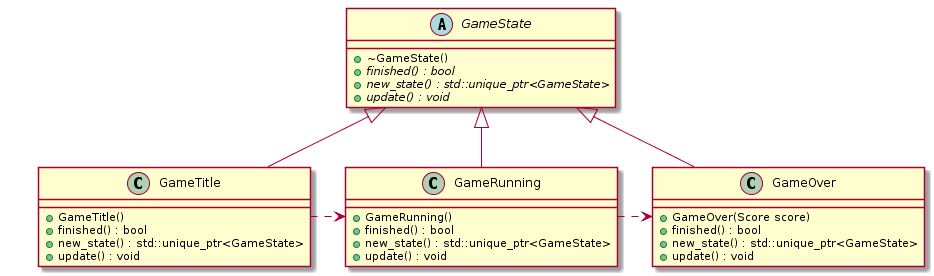 A GameState
~GameState()
finished() : bool
new_state() : std::unique_ptr<GameState>
update() : void
C GameTitle
GameTitle()
finished() : bool
new_state() : std::unique_ptr<GameState>
update() : void
C GameRunning
GameRunning()
finished() : bool
new_state() : std::unique_ptr<GameState>
update() : void
C GameOver
GameOver(Score score)
finished() : bool
new_state() : std::unique_ptr<GameState>
update() : void